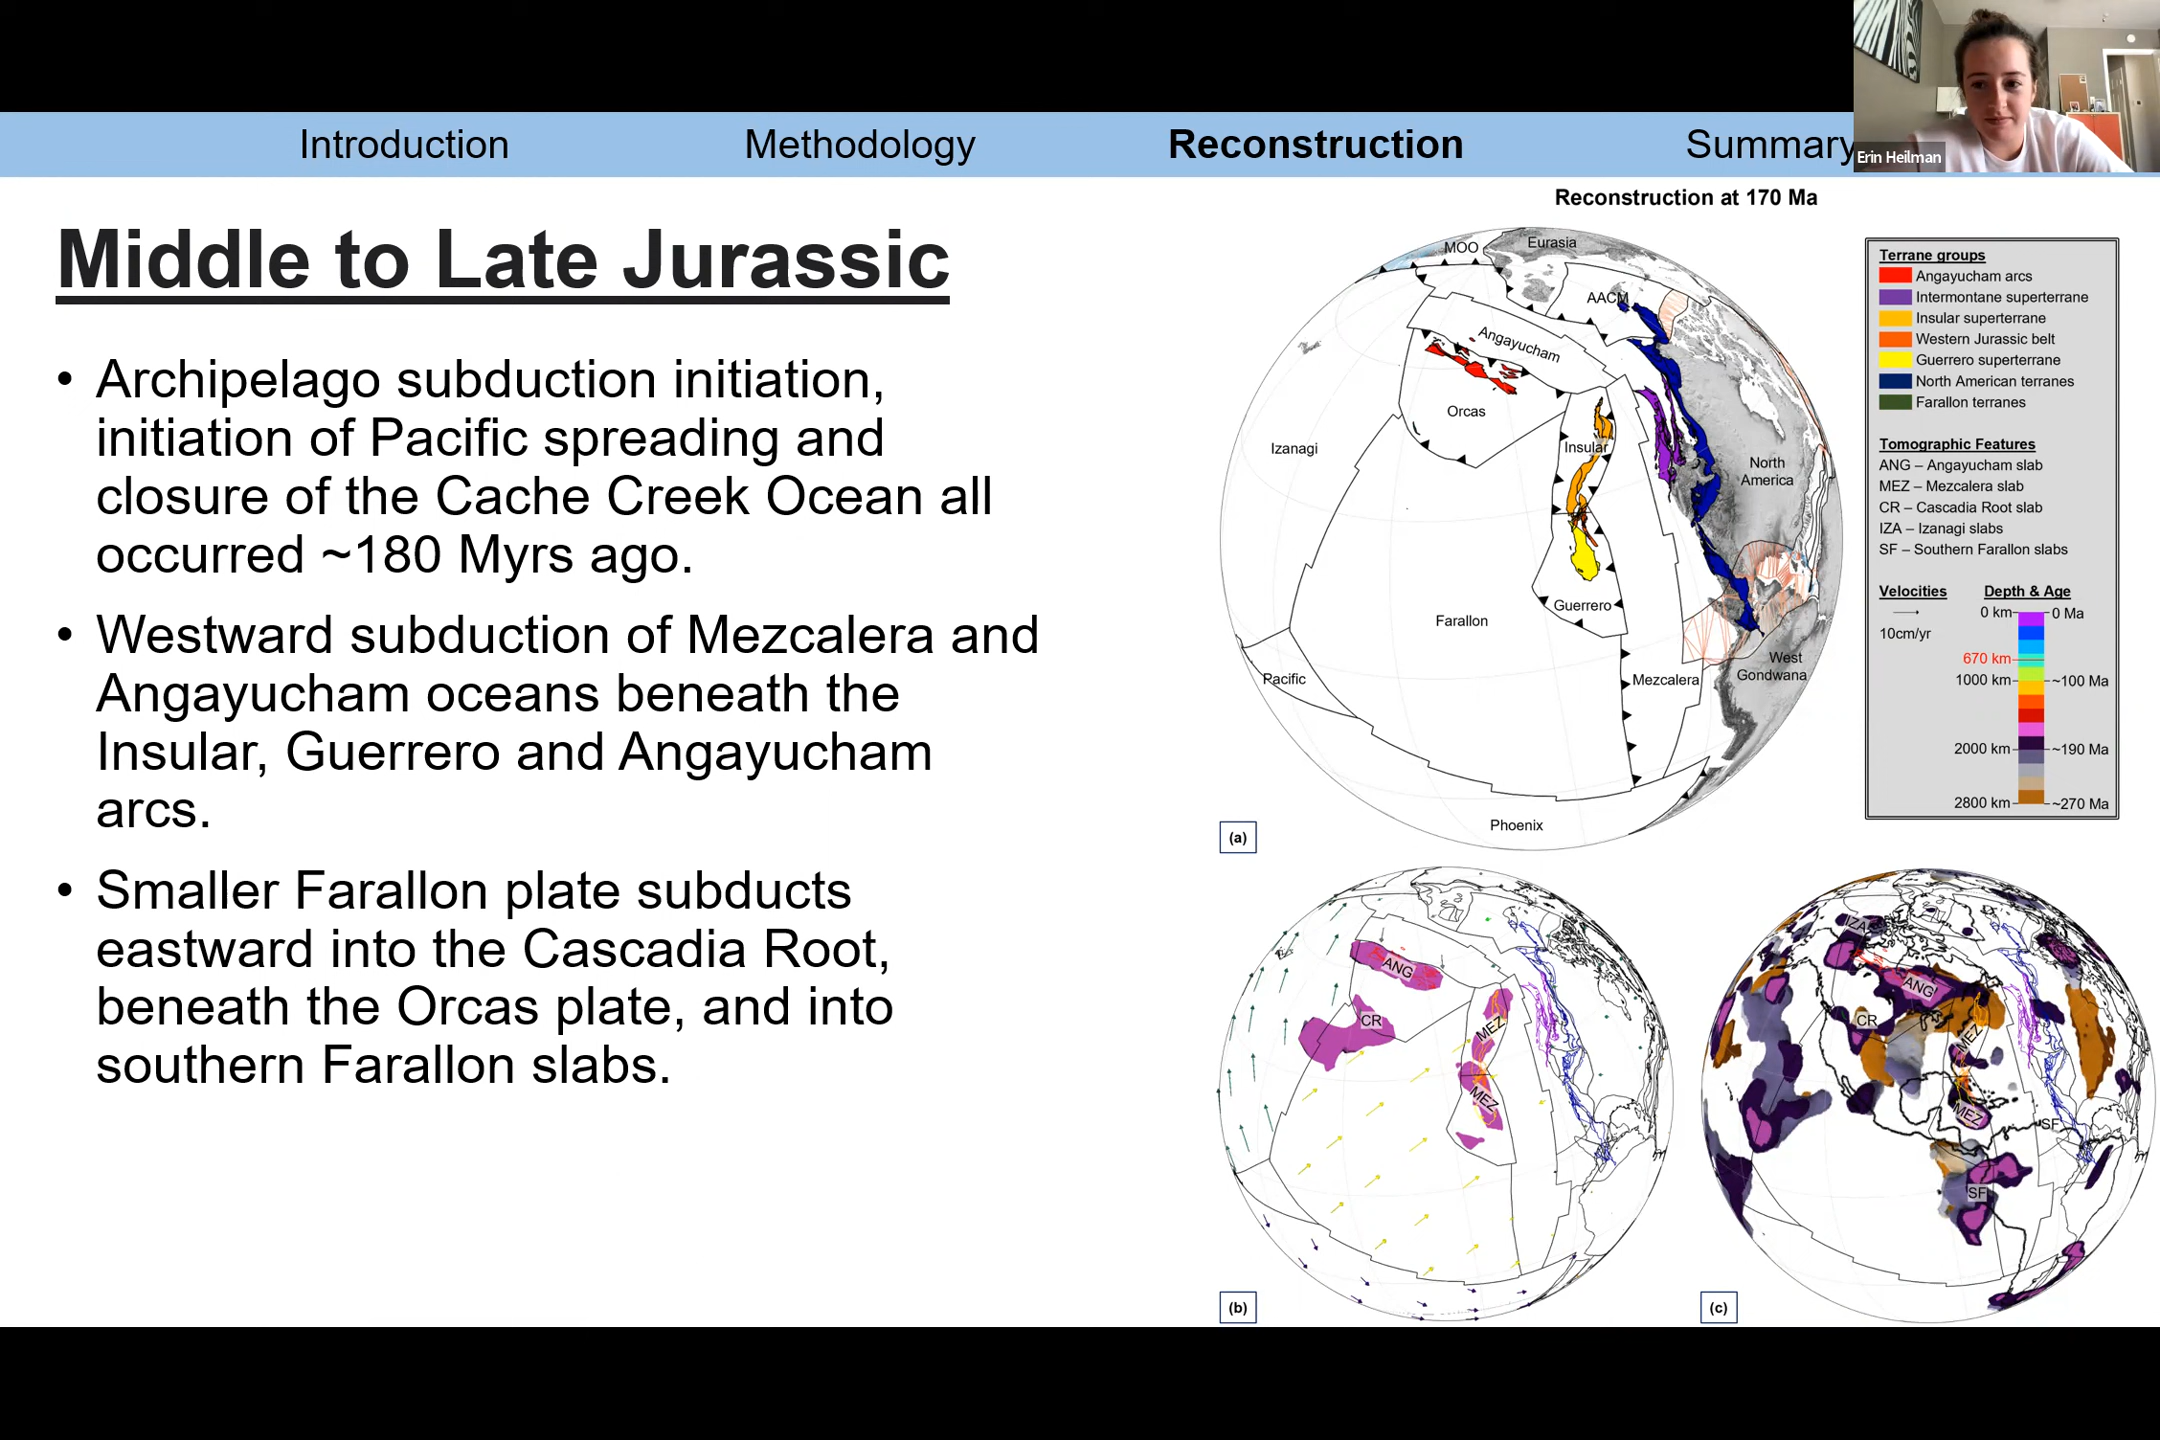 Introduction Methodology Reconstruction Summary
Erin Heilman
Middle to Late Jurassic
• Archipelago subduction initiation,
initiation of Pacific spreading and
closure of the Cache Creek Ocean all
occurred ~180 Myrs ago.
• Westward subduction of Mezcalera and
Angayucham oceans beneath the
Insular, Guerrero and Angayucham
arcs.
• Smaller Farallon plate subducts
eastward into the Cascadia Root,
beneath the Orcas plate, and into
southern Farallon slabs.
Reconstruction at 170 Ma
MOO
Eurasia
AACM
Angayucham
Orcas
Izanagi
Insular
North
America
Guerrero
Farallon
West
Gondwana
Pacific
Mezcalera
Phoenix
(a)
Terrane groups
Angayucham arcs
Intermontane superterrane
Insular superterrane
Western Jurassic belt
Guerrero superterrane
North American terranes
Farallon terranes
Tomographic Features
ANG – Angayucham slab
MEZ – Mezcalera slab
CR – Cascadia Root slab
IZA – Izanagi slabs
SF – Southern Farallon slabs
Velocities
10cm/yr
Depth & Age
0 km 0 Ma
670 km
1000 km ~100 Ma
2000 km ~190 Ma
2800 km ~270 Ma
ANG
CR
MEZ
MEZ
(b)
IZA
ANG
CR
MEZ
MEZ
SF
SF
(c)